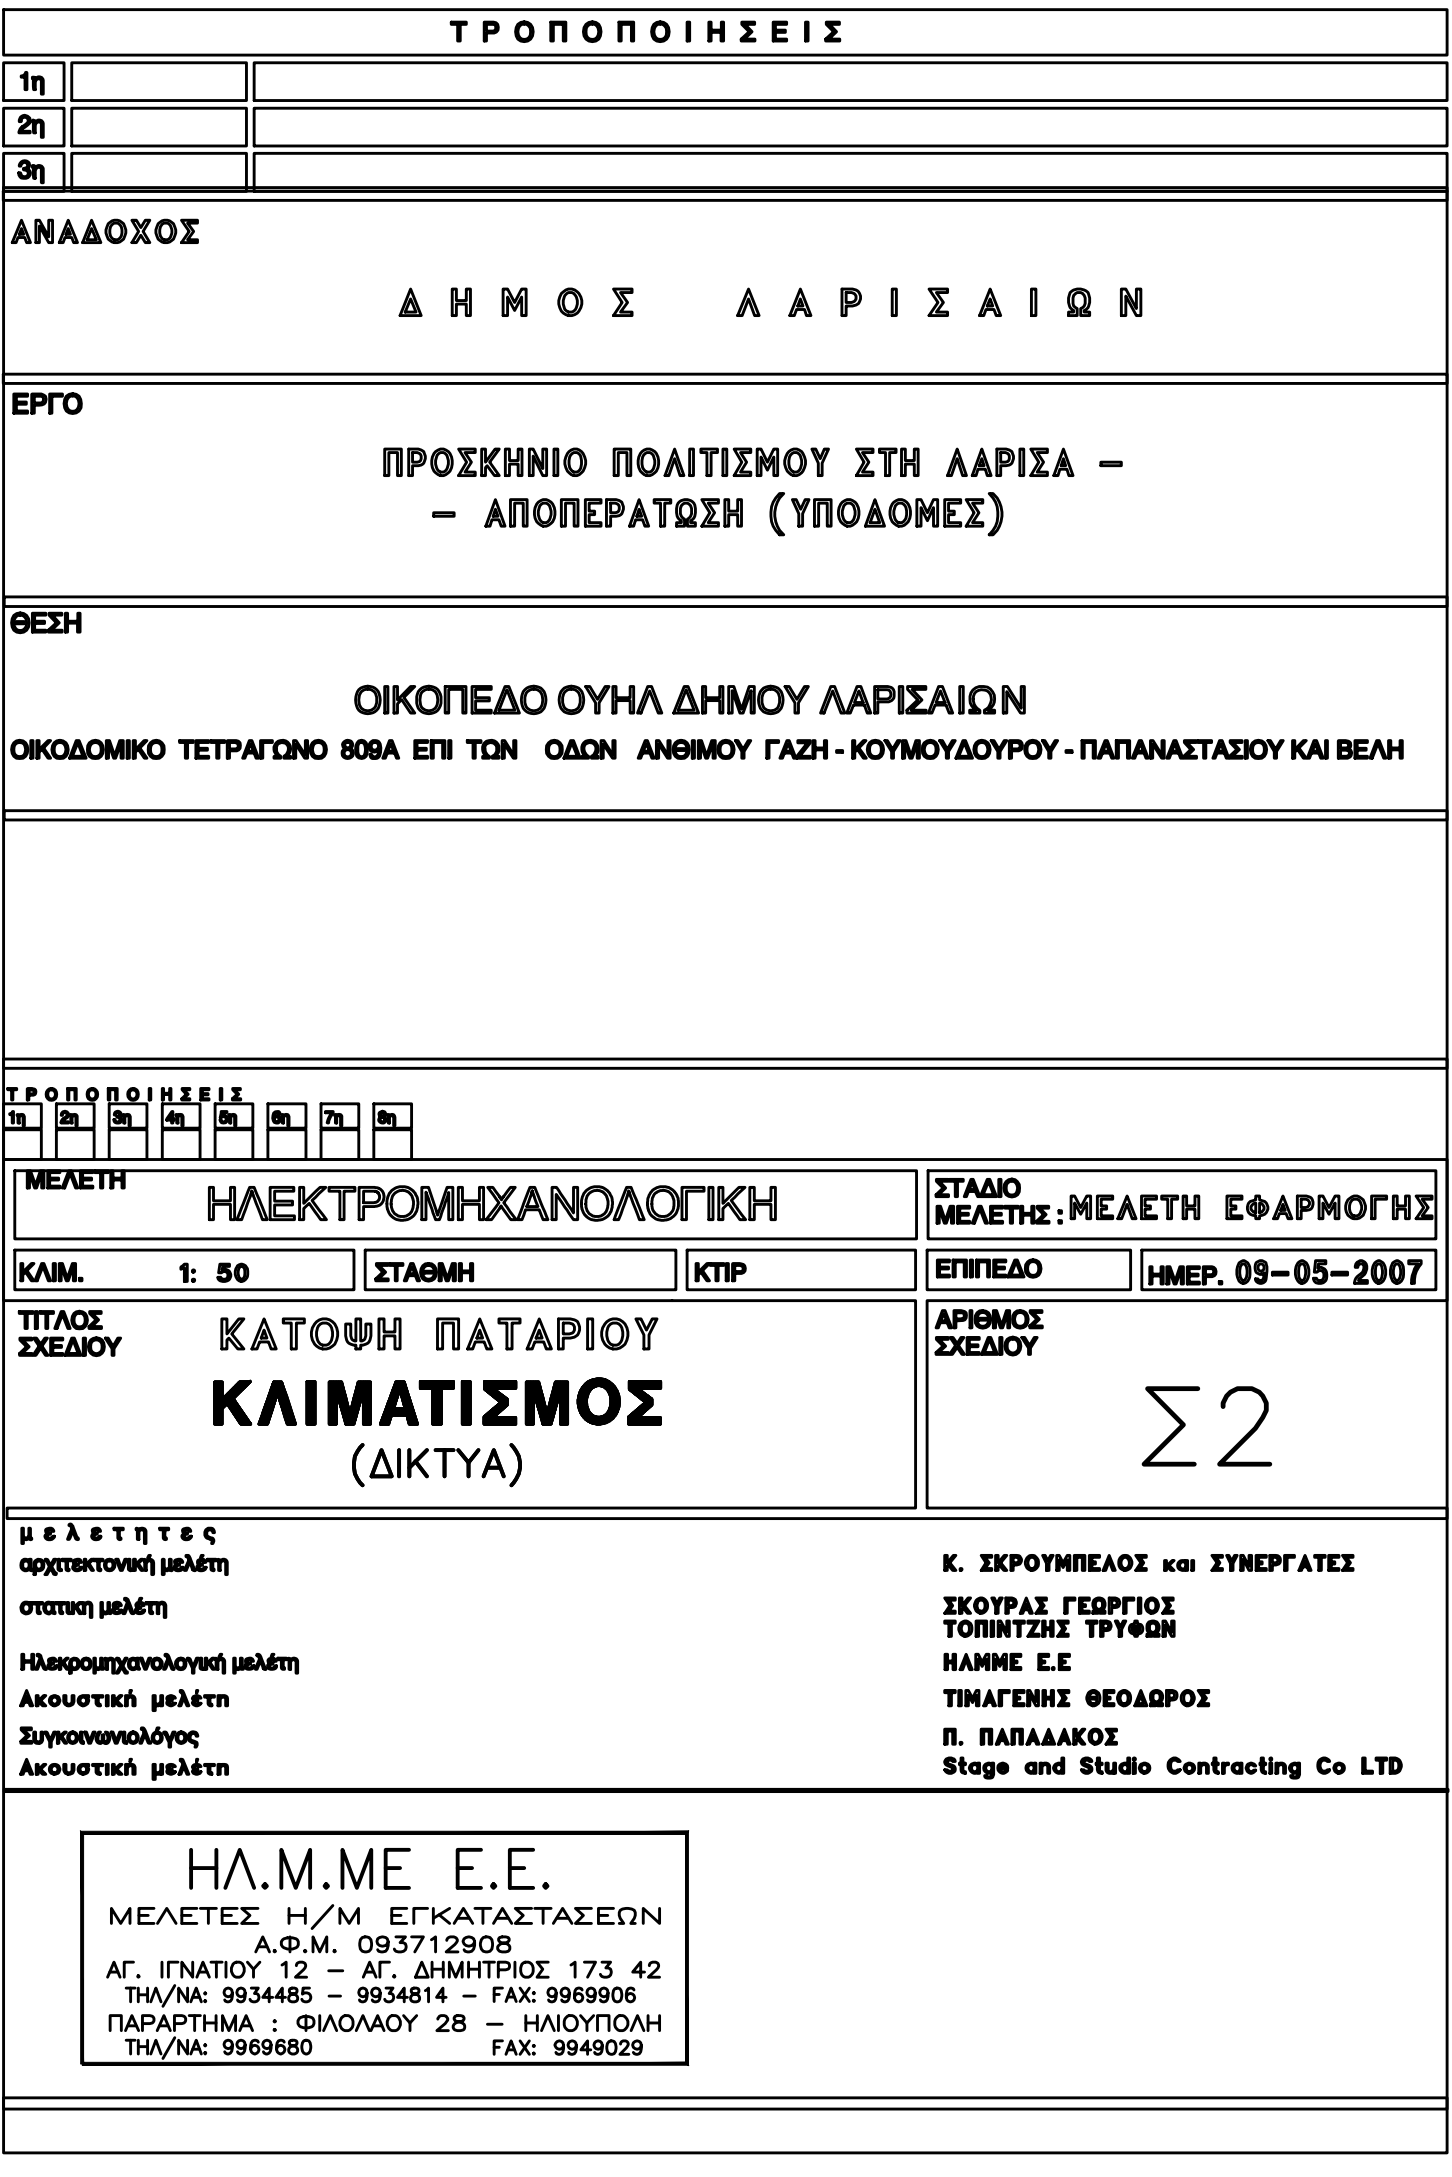 ΤΡΟΠΟΠΟΙΗΣΕΙΣ
1η
2η
3η
ΑΝΑΔΟΧΟΣ
ΔΗΜΟΣ ΛΑΡΙΣΑΙΩΝ
ΕΡΓΟ
ΠΡΟΣΚΗΝΙΟ ΠΟΛΙΤΙΣΜΟΥ ΣΤΗ ΛΑΡΙΣΑ –
– ΑΠΟΠΕΡΑΤΩΣΗ (ΥΠΟΔΟΜΕΣ)
ΘΕΣΗ
ΟΙΚΟΠΕΔΟ ΟΥΗΛ ΔΗΜΟΥ ΛΑΡΙΣΑΙΩΝ
ΟΙΚΟΔΟΜΙΚΟ ΤΕΤΡΑΓΩΝΟ 809Α ΕΠΙ ΤΩΝ ΟΔΩΝ ΑΝΘΙΜΟΥ ΓΑΖΗ - ΚΟΥΜΟΥΔΟΥΡΟΥ - ΠΑΠΑΝΑΣΤΑΣΙΟΥ ΚΑΙ ΒΕΛΗ
ΤΡΟΠΟΠΟΙΗΣΕΙΣ
1η 2η 3η 4η 5η 6η 7η 8η
ΜΕΛΕΤΗ
ΗΛΕΚΤΡΟΜΗΧΑΝΟΛΟΓΙΚΗ
ΣΤΑΔΙΟ
ΜΕΛΕΤΗΣ : ΜΕΛΕΤΗ ΕΦΑΡΜΟΓΗΣ
ΚΛΙΜ. 1: 50
ΣΤΑΘΜΗ
ΚΤΙΡ
ΕΠΙΠΕΔΟ
ΗΜΕΡ. 09-05-2007
ΤΙΤΛΟΣ
ΣΧΕΔΙΟΥ
ΚΑΤΟΨΗ ΠΑΤΑΡΙΟΥ
ΚΛΙΜΑΤΙΣΜΟΣ
(ΔΙΚΤΥΑ)
ΑΡΙΘΜΟΣ
ΣΧΕΔΙΟΥ
Σ2
μελετητες
αρχιτεκτονική μελέτη Κ. ΣΚΡΟΥΜΠΕΛΟΣ και ΣΥΝΕΡΓΑΤΕΣ
στατικη μελέτη ΣΚΟΥΡΑΣ ΓΕΩΡΓΙΟΣ
ΤΟΠΙΝΤΖΗΣ ΤΡΥΦΩΝ
Ηλεκρομηχανολογική μελέτη ΗΛΜΜΕ Ε.Ε
Ακουστική μελέτη ΤΙΜΑΓΕΝΗΣ ΘΕΟΔΩΡΟΣ
Συγκοινωνιολόγος Π. ΠΑΠΑΔΑΚΟΣ
Ακουστική μελέτη Stage and Studio Contracting Co LTD
ΗΛ.Μ.ΜΕ Ε.Ε.
ΜΕΛΕΤΕΣ Η/Μ ΕΓΚΑΤΑΣΤΑΣΕΩΝ
Α.Φ.Μ. 093712908
ΑΓ. ΙΓΝΑΤΙΟΥ 12 – ΑΓ. ΔΗΜΗΤΡΙΟΣ 173 42
ΤΗΛ/ΝΑ: 9934485 – 9934814 – FAX: 9969906
ΠΑΡΑΡΤΗΜΑ : ΦΙΛΟΛΑΟΥ 28 – ΗΛΙΟΥΠΟΛΗ
ΤΗΛ/ΝΑ: 9969680 FAX: 9949029